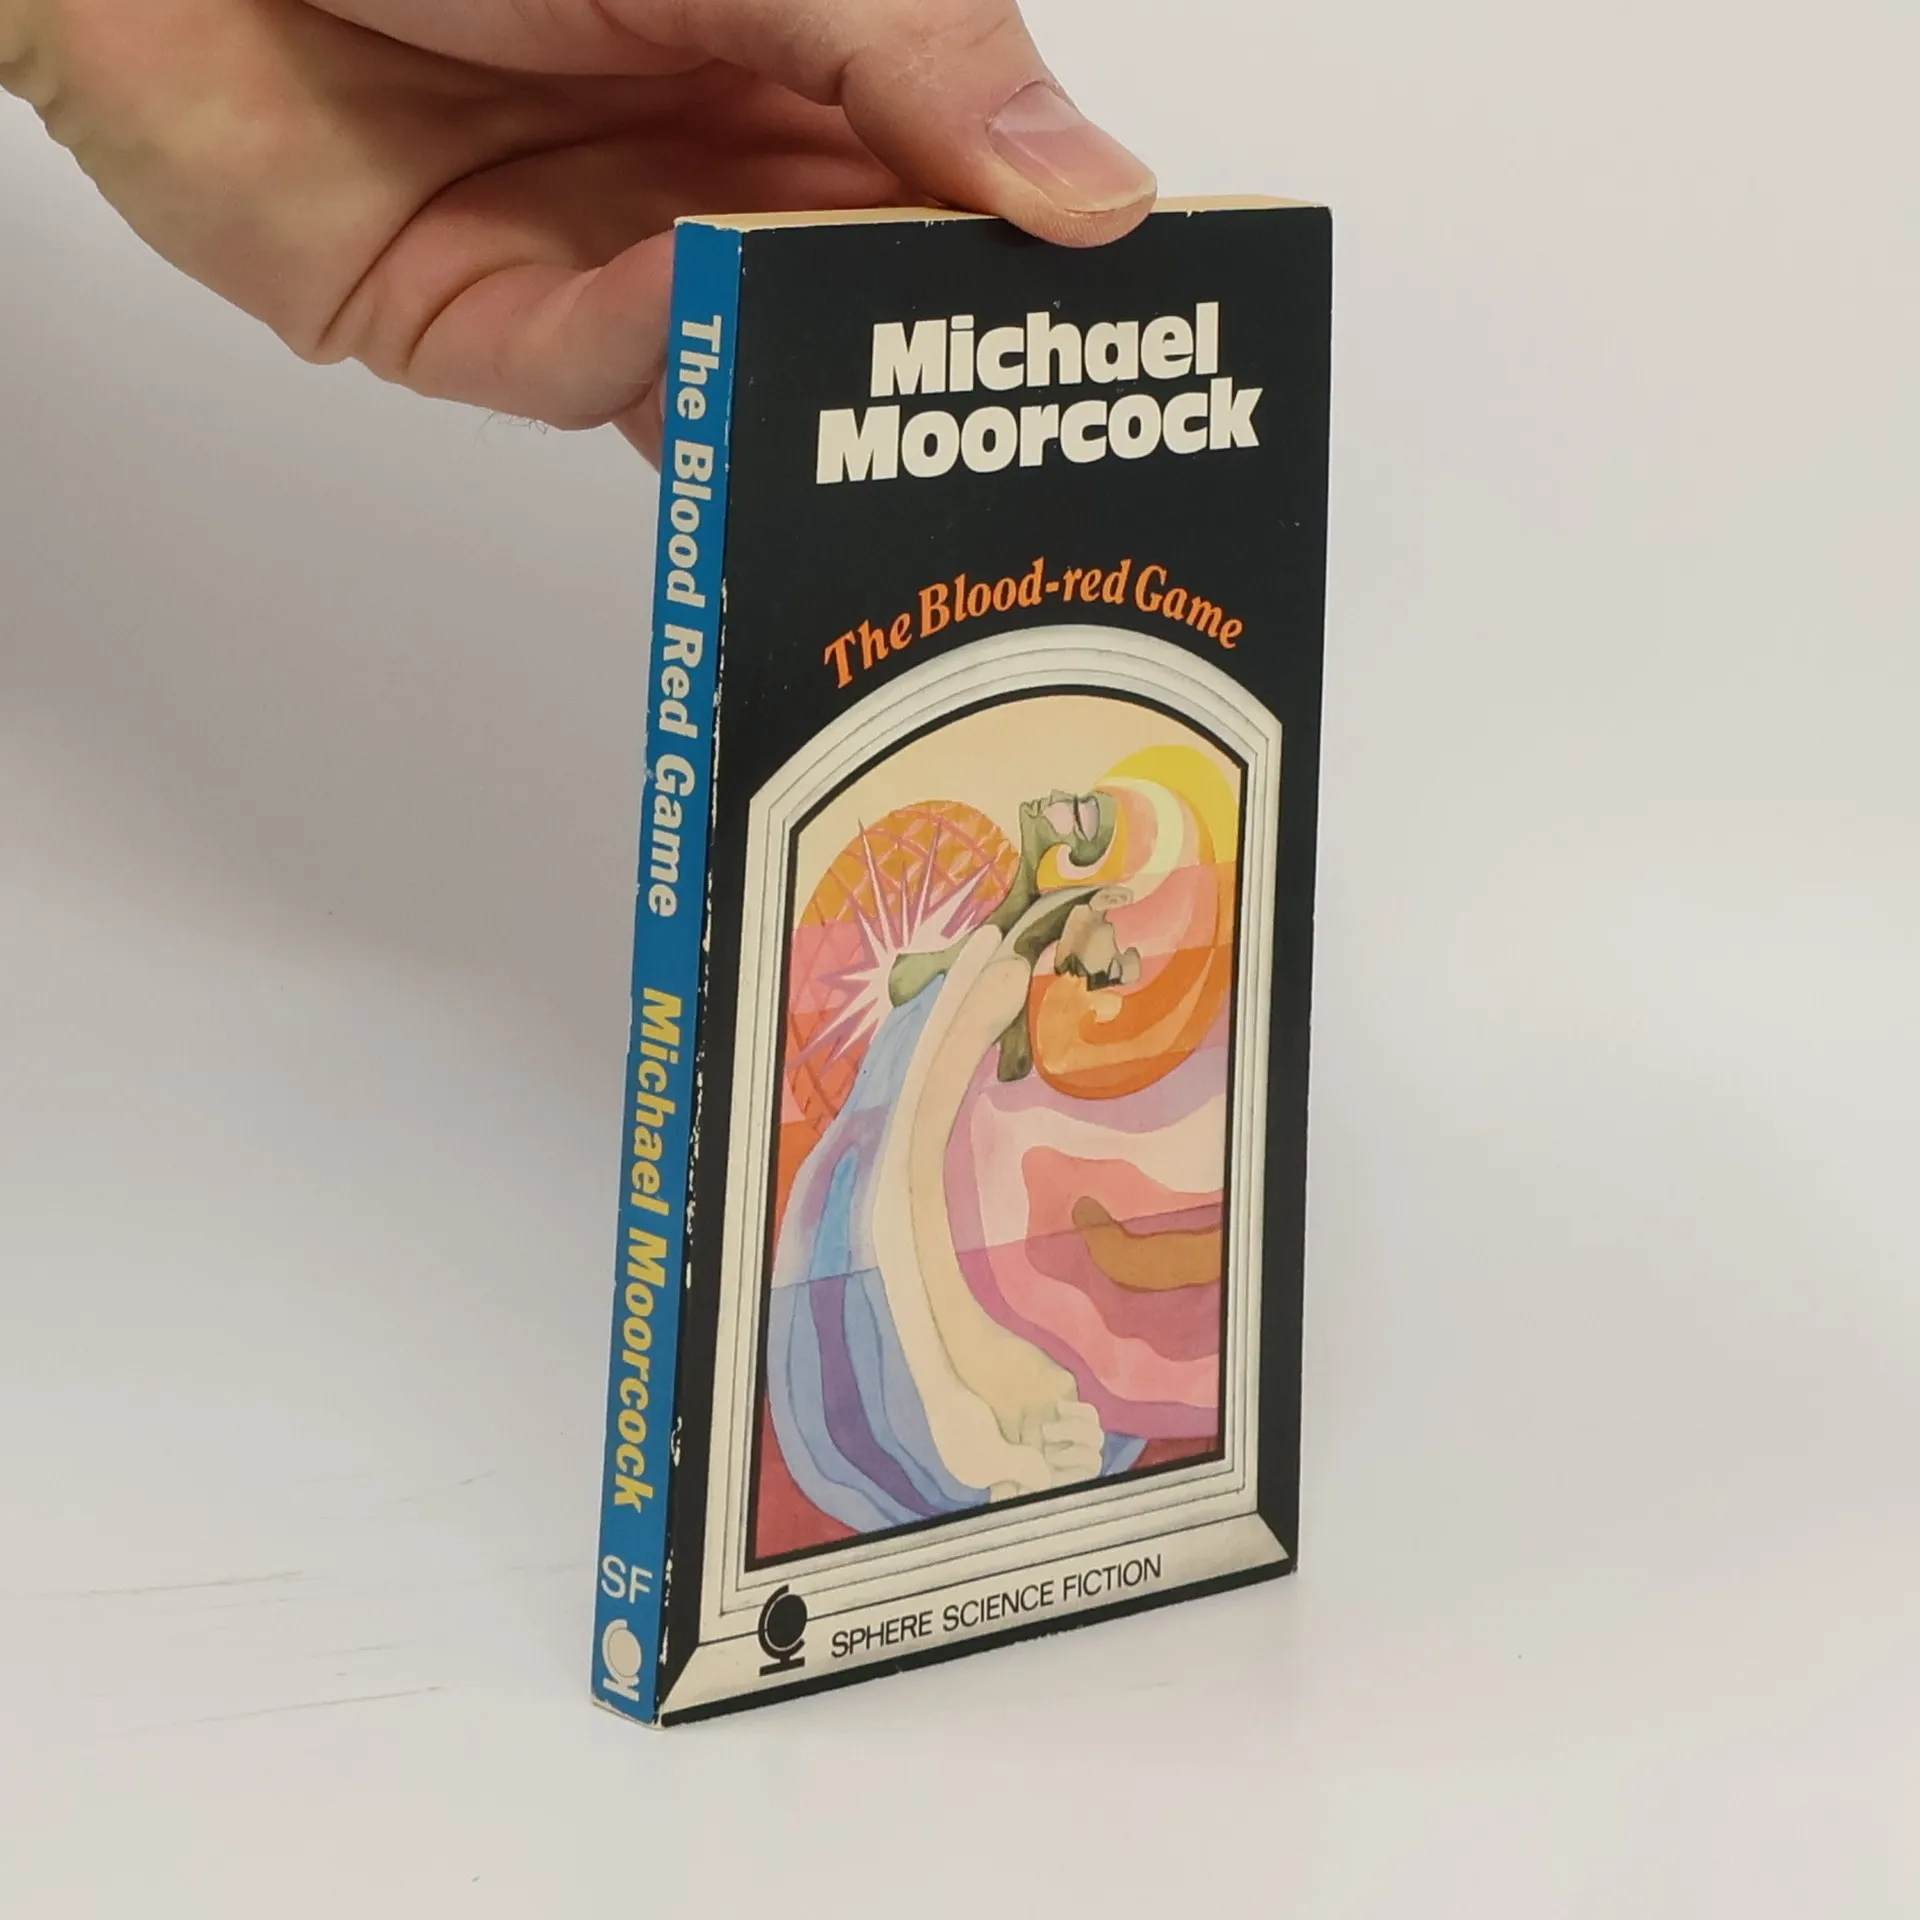 Michael
Moorcock
The Blood-red Game
SPHERE SCIENCE FICTION
The Blood Red Game Michael Moorcock SF